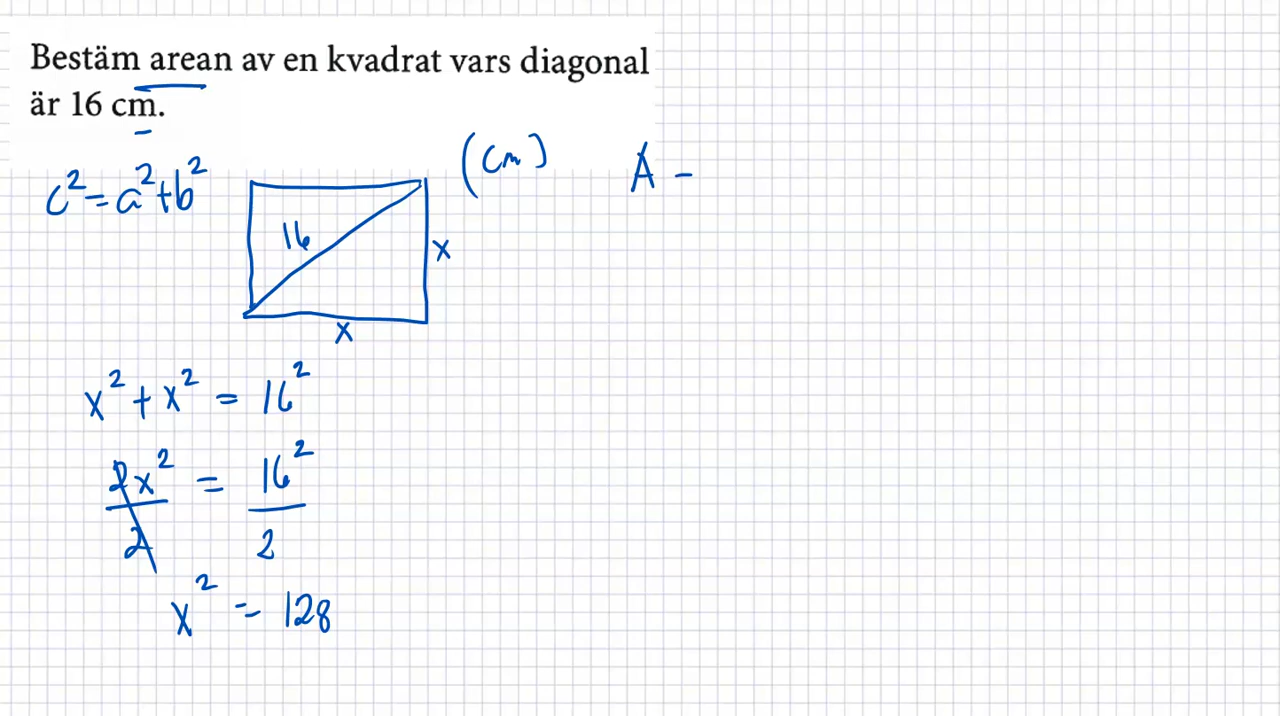 Bestäm arean av en kvadrat vars diagonal
är 16 cm.
(cm)
A =
c² = a² + b²
16
x
x
x² + x² = 16²
2x²/2 = 16²/2
x² = 128